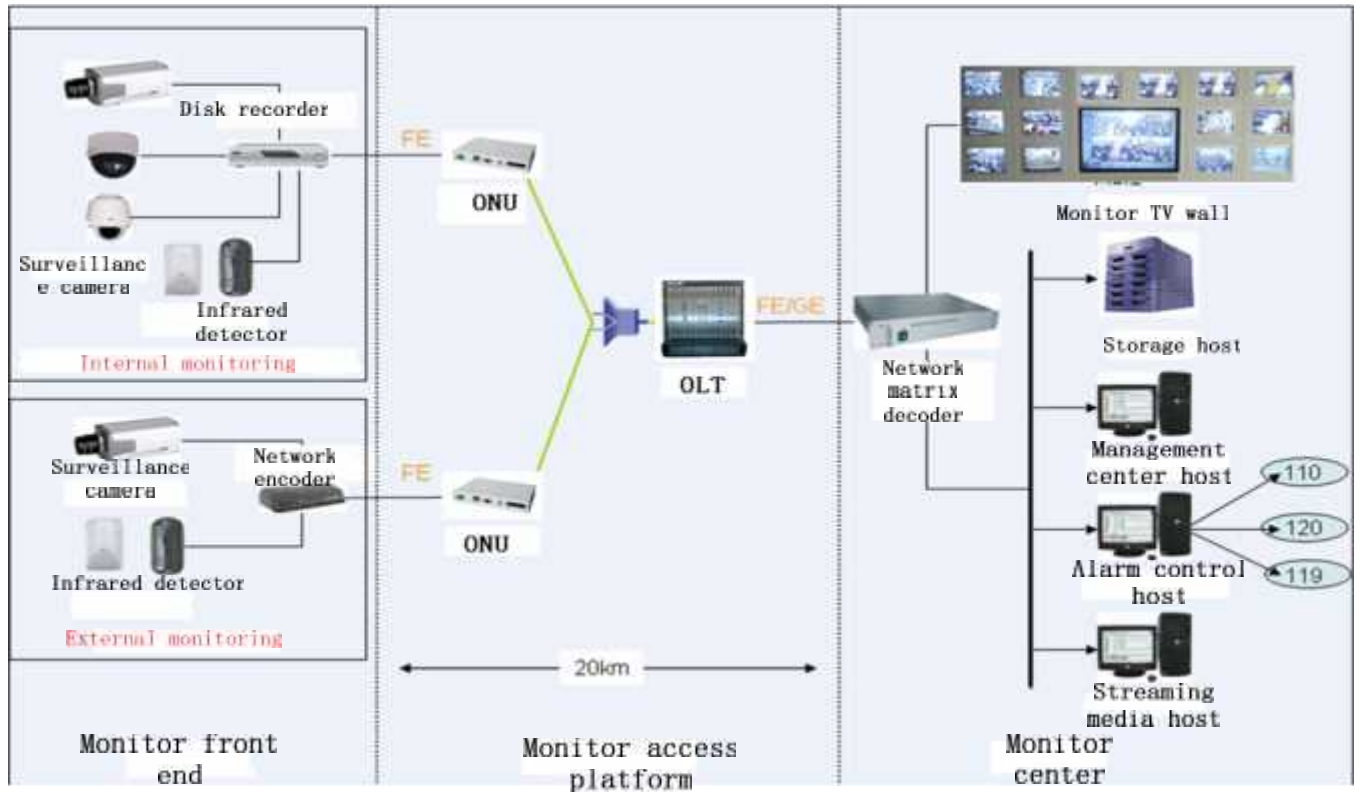 Disk recorder
Surveillanc
e camera
Infrared
detector
Internal monitoring
Surveillance
camera
Network
encoder
Infrared detector
External monitoring
Monitor front
end
FE
ONU
FE
ONU
OLT
FE/GE
20km
Monitor access
platform
Network
matrix
decoder
Monitor TV wall
Storage host
Management
center host
Alarm control
host
110
120
119
Streaming
media host
Monitor
center